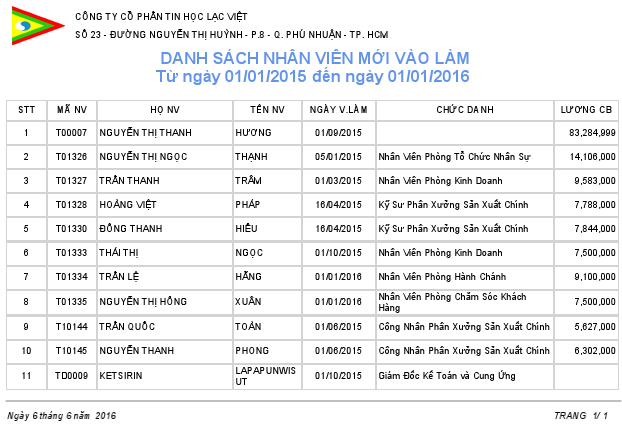 CÔNG TY CỔ PHẦN TIN HỌC LẠC VIỆT
SỐ 23 - ĐƯỜNG NGUYỄN THỊ HUỲNH - P.8 - Q. PHÚ NHUẬN - TP. HCM
DANH SÁCH NHÂN VIÊN MỚI VÀO LÀM
Từ ngày 01/01/2015 đến ngày 01/01/2016
STT MÃ NV HỌ NV TÊN NV NGÀY V.LÀM CHỨC DANH LƯƠNG CB
1 T00007 NGUYỄN THỊ THANH HƯƠNG 01/09/2015 83,284,999
2 T01326 NGUYỄN THỊ NGỌC THẠNH 05/01/2015 Nhân Viên Phòng Tổ Chức Nhân Sự 14,106,000
3 T01327 TRẦN THANH TRÂM 01/03/2015 Nhân Viên Phòng Kinh Doanh 9,583,000
4 T01328 HOÀNG VIỆT PHÁP 16/04/2015 Kỹ Sư Phân Xưởng Sản Xuất Chính 7,788,000
5 T01330 ĐỒNG THANH HIẾU 16/04/2015 Kỹ Sư Phân Xưởng Sản Xuất Chính 7,844,000
6 T01333 THÁI THỊ NGỌC 01/10/2015 Nhân Viên Phòng Kinh Doanh 7,500,000
7 T01334 TRẦN LỆ HẰNG 01/01/2016 Nhân Viên Phòng Hành Chánh 9,100,000
8 T01335 NGUYỄN THỊ HỒNG XUÂN 01/01/2016 Nhân Viên Phòng Chăm Sóc Khách Hàng 7,500,000
9 T10144 TRẦN QUỐC TOÀN 01/06/2015 Công Nhân Phân Xưởng Sản Xuất Chính 5,627,000
10 T10145 NGUYỄN THANH PHONG 01/06/2015 Công Nhân Phân Xưởng Sản Xuất Chính 6,302,000
11 TD0009 KETSIRIN LAPAPUNWISUT 01/10/2015 Giám Đốc Kế Toán và Cung Ứng
Ngày 6 tháng 6 năm 2016 TRANG 1/ 1